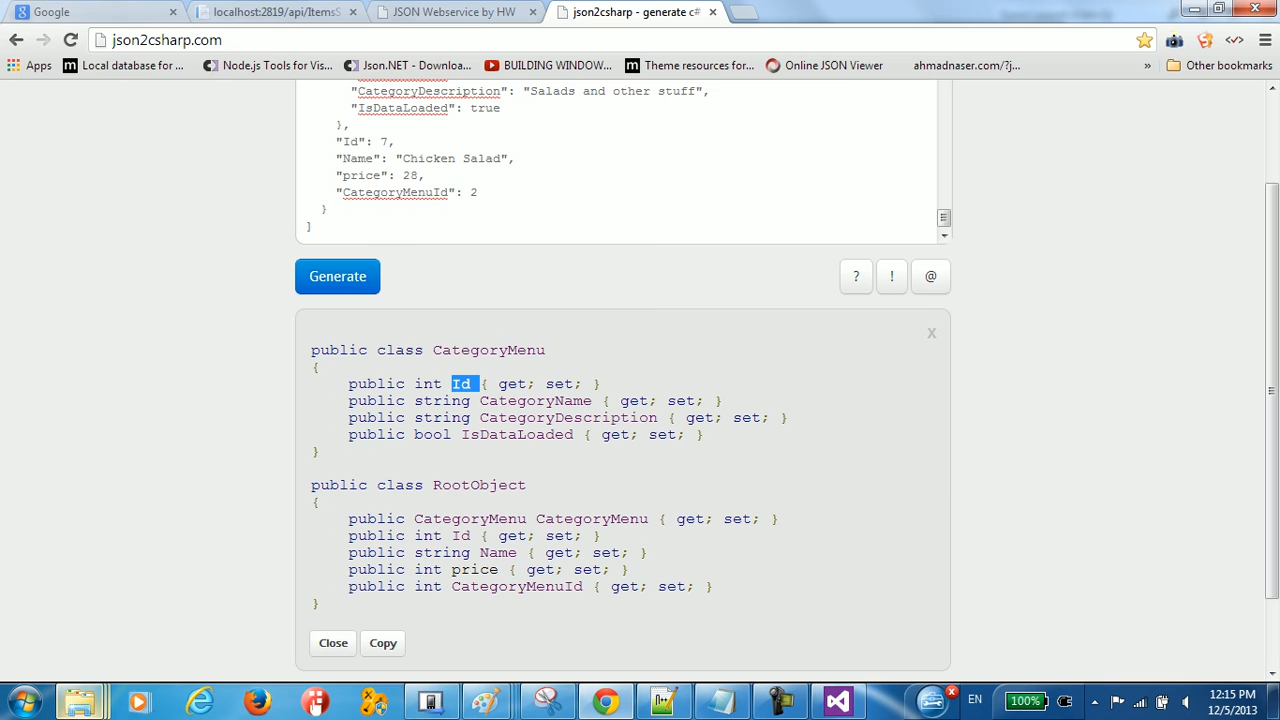 Google
localhost:2819/api/ItemsS
JSON Webservice by HW
json2csharp - generate c#
json2csharp.com
Apps
Local database for ...
Node.js Tools for Vis...
Json.NET - Downloa...
BUILDING WINDOW...
Theme resources for...
Online JSON Viewer
ahmadnaser.com/?j...
»
Other bookmarks
"CategoryDescription": "Salads and other stuff",
"IsDataLoaded": true
},
"Id": 7,
"Name": "Chicken Salad",
"price": 28,
"CategoryMenuId": 2
}
]
Generate
?
!
@
X
public class CategoryMenu
{
public int Id { get; set; }
public string CategoryName { get; set; }
public string CategoryDescription { get; set; }
public bool IsDataLoaded { get; set; }
}
public class RootObject
{
public CategoryMenu CategoryMenu { get; set; }
public int Id { get; set; }
public string Name { get; set; }
public int price { get; set; }
public int CategoryMenuId { get; set; }
}
Close
Copy
EN
100%
12:15 PM
12/5/2013